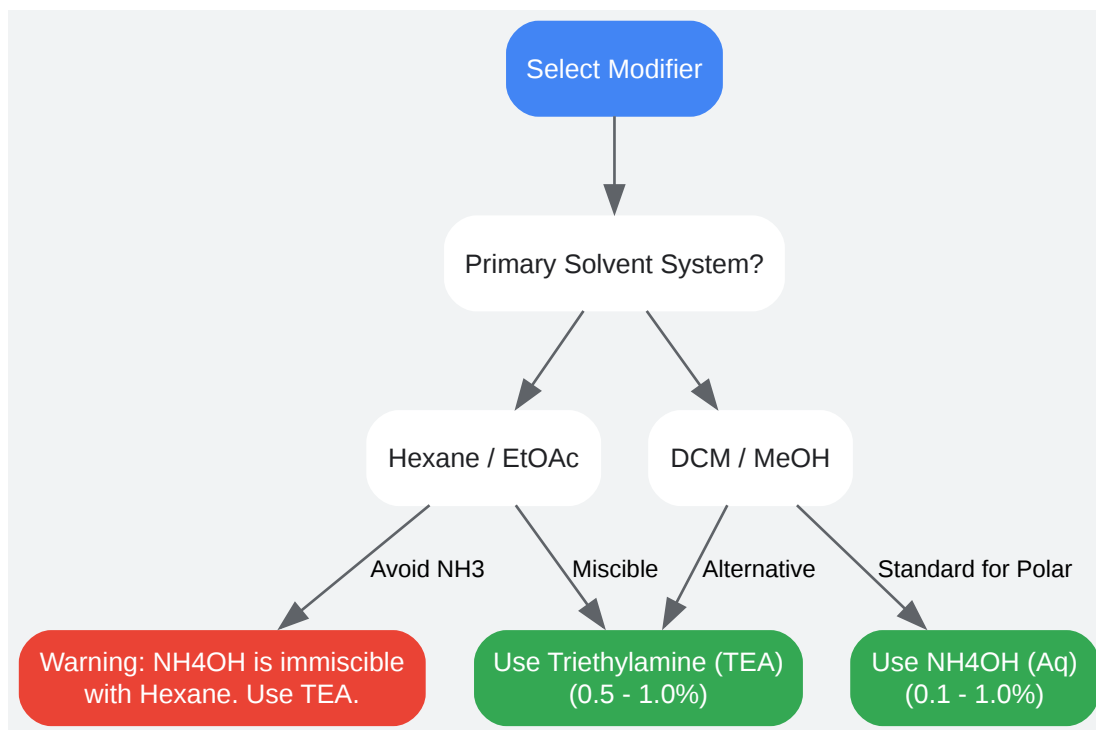 Select Modifier
Primary Solvent System?
Hexane / EtOAc
DCM / MeOH
Avoid NH3
Miscible
Alternative
Standard for Polar
Warning: NH4OH is immiscible
with Hexane. Use TEA.
Use Triethylamine (TEA)
(0.5 - 1.0%)
Use NH4OH (Aq)
(0.1 - 1.0%)